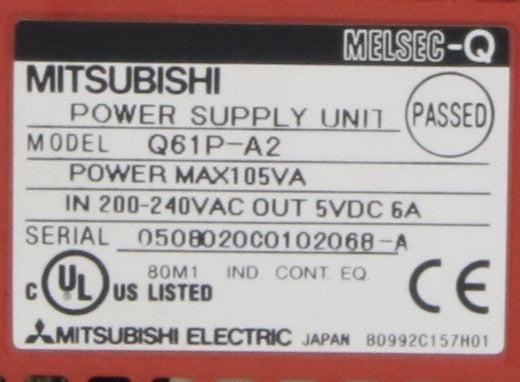 MELSEC-Q
MITSUBISHI
POWER SUPPLY UNIT
PASSED
MODEL Q61P-A2
POWER MAX105VA
IN 200-240VAC OUT 5VDC 6A
SERIAL 0508020C0102068-A
C UL US LISTED 80M1 IND. CONT. EQ. CE
MITSUBISHI ELECTRIC JAPAN BD992C157H01